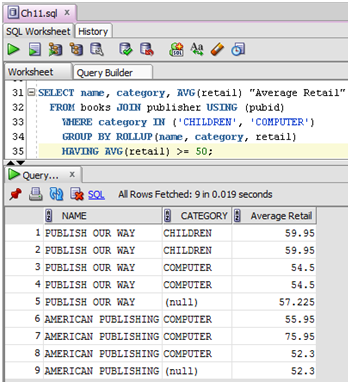 Ch11.sql x
SQL Worksheet History
Worksheet Query Builder
31 SELECT name, category, AVG(retail) "Average Retail"
32 FROM books JOIN publisher USING (pubid)
33 WHERE category IN ('CHILDREN', 'COMPUTER')
34 GROUP BY ROLLUP(name, category, retail)
35 HAVING AVG(retail) >= 50;
Query... x
SQL All Rows Fetched: 9 in 0.019 seconds
NAME CATEGORY Average Retail
1 PUBLISH OUR WAY CHILDREN 59.95
2 PUBLISH OUR WAY CHILDREN 59.95
3 PUBLISH OUR WAY COMPUTER 54.5
4 PUBLISH OUR WAY COMPUTER 54.5
5 PUBLISH OUR WAY (null) 57.225
6 AMERICAN PUBLISHING COMPUTER 55.95
7 AMERICAN PUBLISHING COMPUTER 75.95
8 AMERICAN PUBLISHING COMPUTER 52.3
9 AMERICAN PUBLISHING (null) 52.3